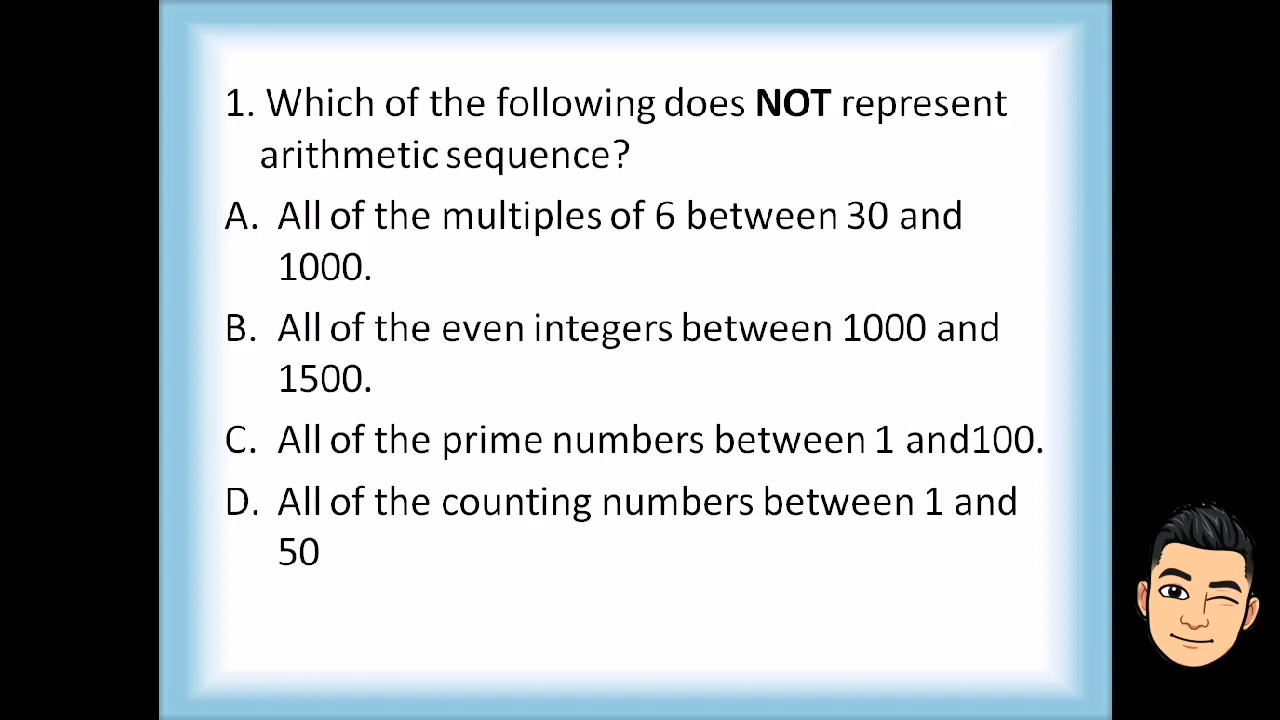 1. Which of the following does NOT represent
arithmetic sequence?
A. All of the multiples of 6 between 30 and
1000.
B. All of the even integers between 1000 and
1500.
C. All of the prime numbers between 1 and100.
D. All of the counting numbers between 1 and
50